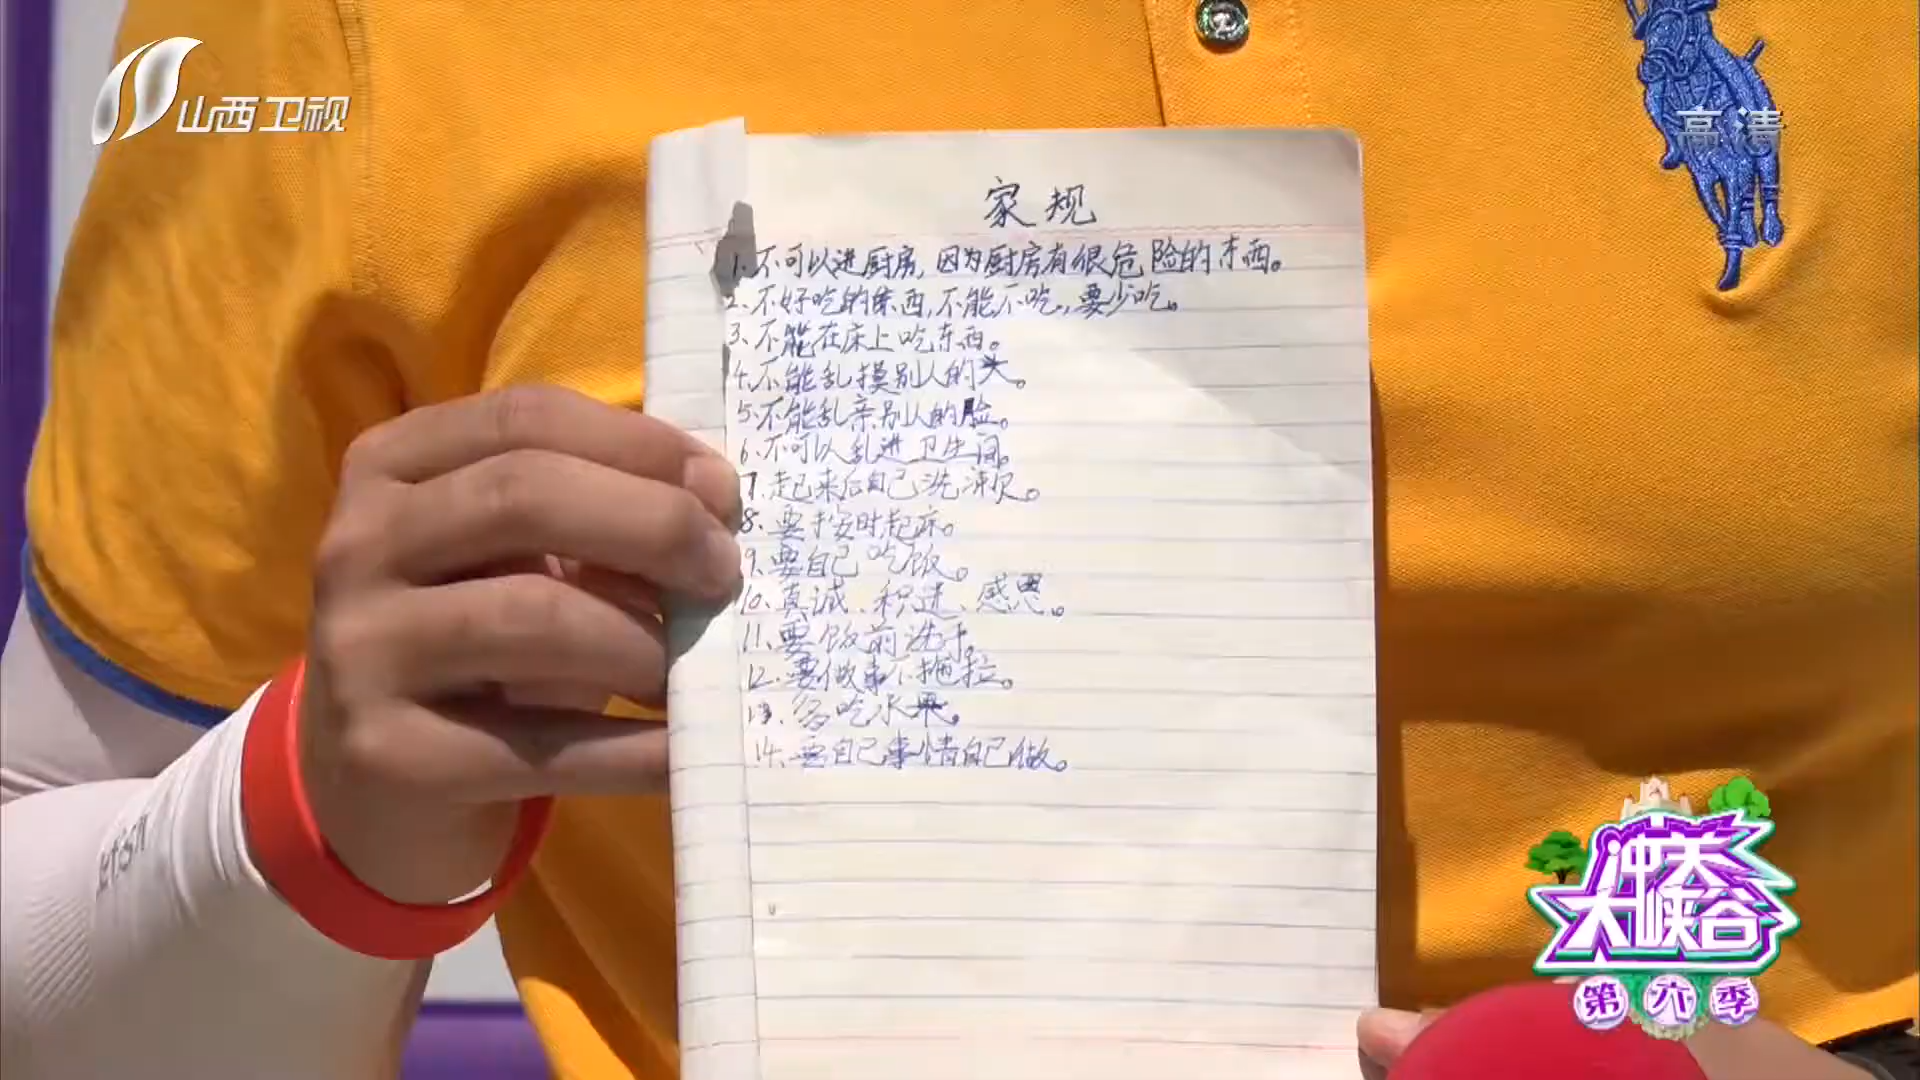 山西卫视
高清
家规
1、不可以进厨房,因为厨房有很危险的东西。
2、不好吃的东西,不能不吃。,要少吃。
3、不能在床上吃东西。
4、不能乱摸别人的头。
5、不能乱亲别人的脸。
6、不可以乱进卫生间。
7、起来后自己洗沖
8、要按时起床。
9、要自己吃饭。
10、真诚、积进、感恩。
11、要饭前洗手。
12、要做事不拖拉。
13、多吃水果。
14、要自己事情自己做。
冲关
大峡谷
第六季